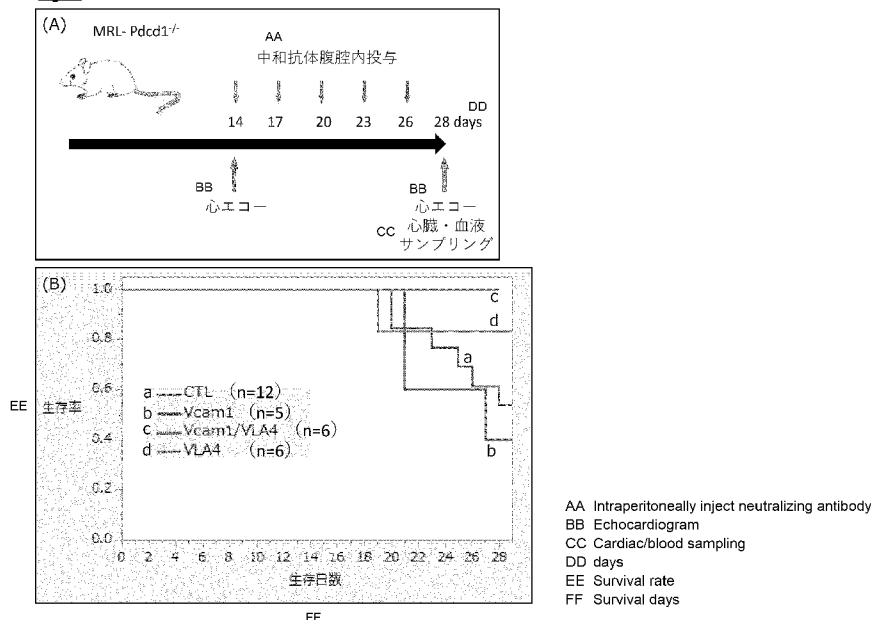 (A)
MRL- Pdcd1-/-
AA
中和抗体腹腔内投与
DD
14 17 20 23 26 28 days
BB
心エコー
BB
心エコー
CC 心臓・血液
サンプリング
(B)
1.0
0.8
0.6
0.4
0.2
0.0
EE 生存率
c
d
a
b
a CTL (n=12)
b Vcam1 (n=5)
c Vcam1/VLA4 (n=6)
d VLA4 (n=6)
0 2 4 6 8 10 12 14 16 18 20 22 24 26 28
生存日数
FF
AA Intraperitoneally inject neutralizing antibody
BB Echocardiogram
CC Cardiac/blood sampling
DD days
EE Survival rate
FF Survival days